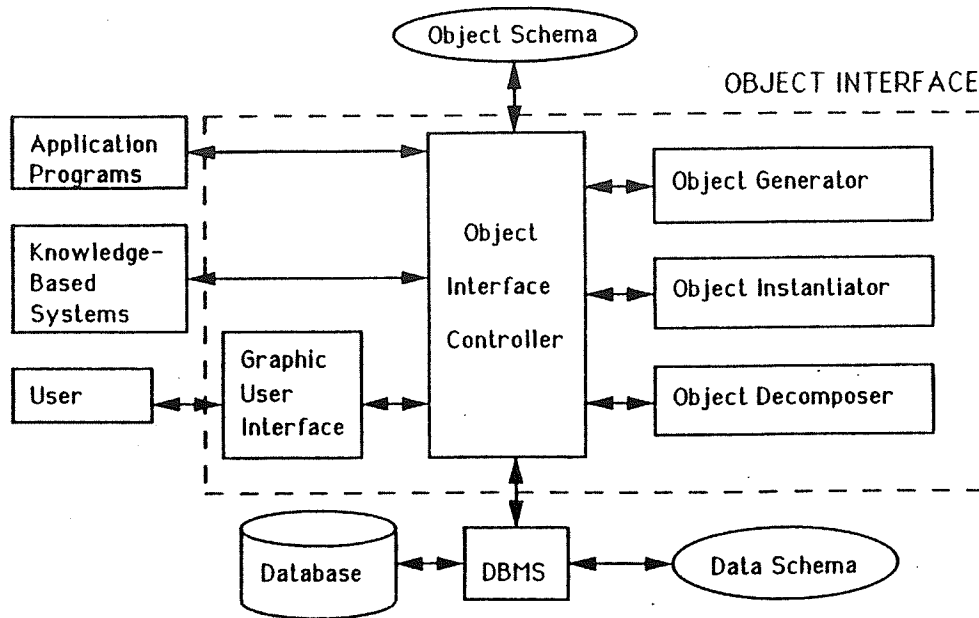 Object Schema
OBJECT INTERFACE
Application
Programs
Object Generator
Knowledge-
Based
Systems
Object
Interface
Controller
Object Instantiator
User
Graphic
User
Interface
Object Decomposer
Database
DBMS
Data Schema